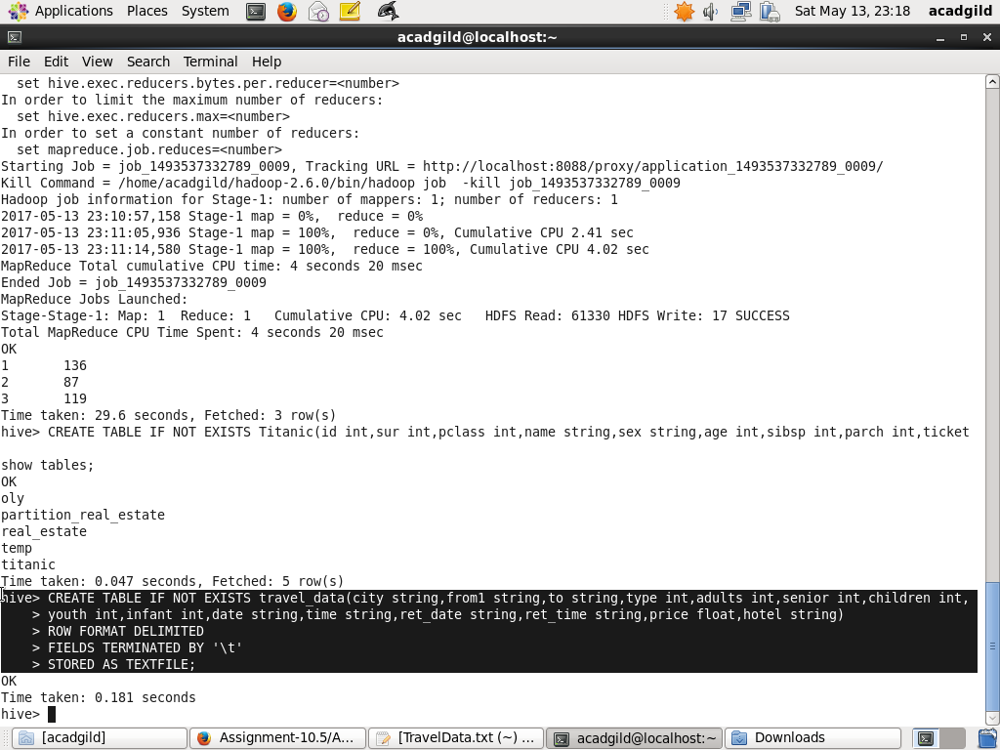 Applications Places System Sat May 13, 23:18 acadgild
acadgild@localhost:~
File Edit View Search Terminal Help
  set hive.exec.reducers.bytes.per.reducer=<number>
In order to limit the maximum number of reducers:
  set hive.exec.reducers.max=<number>
In order to set a constant number of reducers:
  set mapreduce.job.reduces=<number>
Starting Job = job_1493537332789_0009, Tracking URL = http://localhost:8088/proxy/application_1493537332789_0009/
Kill Command = /home/acadgild/hadoop-2.6.0/bin/hadoop job  -kill job_1493537332789_0009
Hadoop job information for Stage-1: number of mappers: 1; number of reducers: 1
2017-05-13 23:10:57,158 Stage-1 map = 0%,  reduce = 0%
2017-05-13 23:11:05,936 Stage-1 map = 100%,  reduce = 0%, Cumulative CPU 2.41 sec
2017-05-13 23:11:14,580 Stage-1 map = 100%,  reduce = 100%, Cumulative CPU 4.02 sec
MapReduce Total cumulative CPU time: 4 seconds 20 msec
Ended Job = job_1493537332789_0009
MapReduce Jobs Launched:
Stage-Stage-1: Map: 1  Reduce: 1   Cumulative CPU: 4.02 sec   HDFS Read: 61330 HDFS Write: 17 SUCCESS
Total MapReduce CPU Time Spent: 4 seconds 20 msec
OK
1       136
2       87
3       119
Time taken: 29.6 seconds, Fetched: 3 row(s)
hive> CREATE TABLE IF NOT EXISTS Titanic(id int,sur int,pclass int,name string,sex string,age int,sibsp int,parch int,ticket
show tables;
OK
oly
partition_real_estate
real_estate
temp
titanic
Time taken: 0.047 seconds, Fetched: 5 row(s)
hive> CREATE TABLE IF NOT EXISTS travel_data(city string,from1 string,to string,type int,adults int,senior int,children int,
    > youth int,infant int,date string,time string,ret_date string,ret_time string,price float,hotel string)
    > ROW FORMAT DELIMITED
    > FIELDS TERMINATED BY '\t'
    > STORED AS TEXTFILE;
OK
Time taken: 0.181 seconds
hive>
[acadgild] Assignment-10.5/A... [TravelData.txt (~) ... acadgild@localhost:~ Downloads